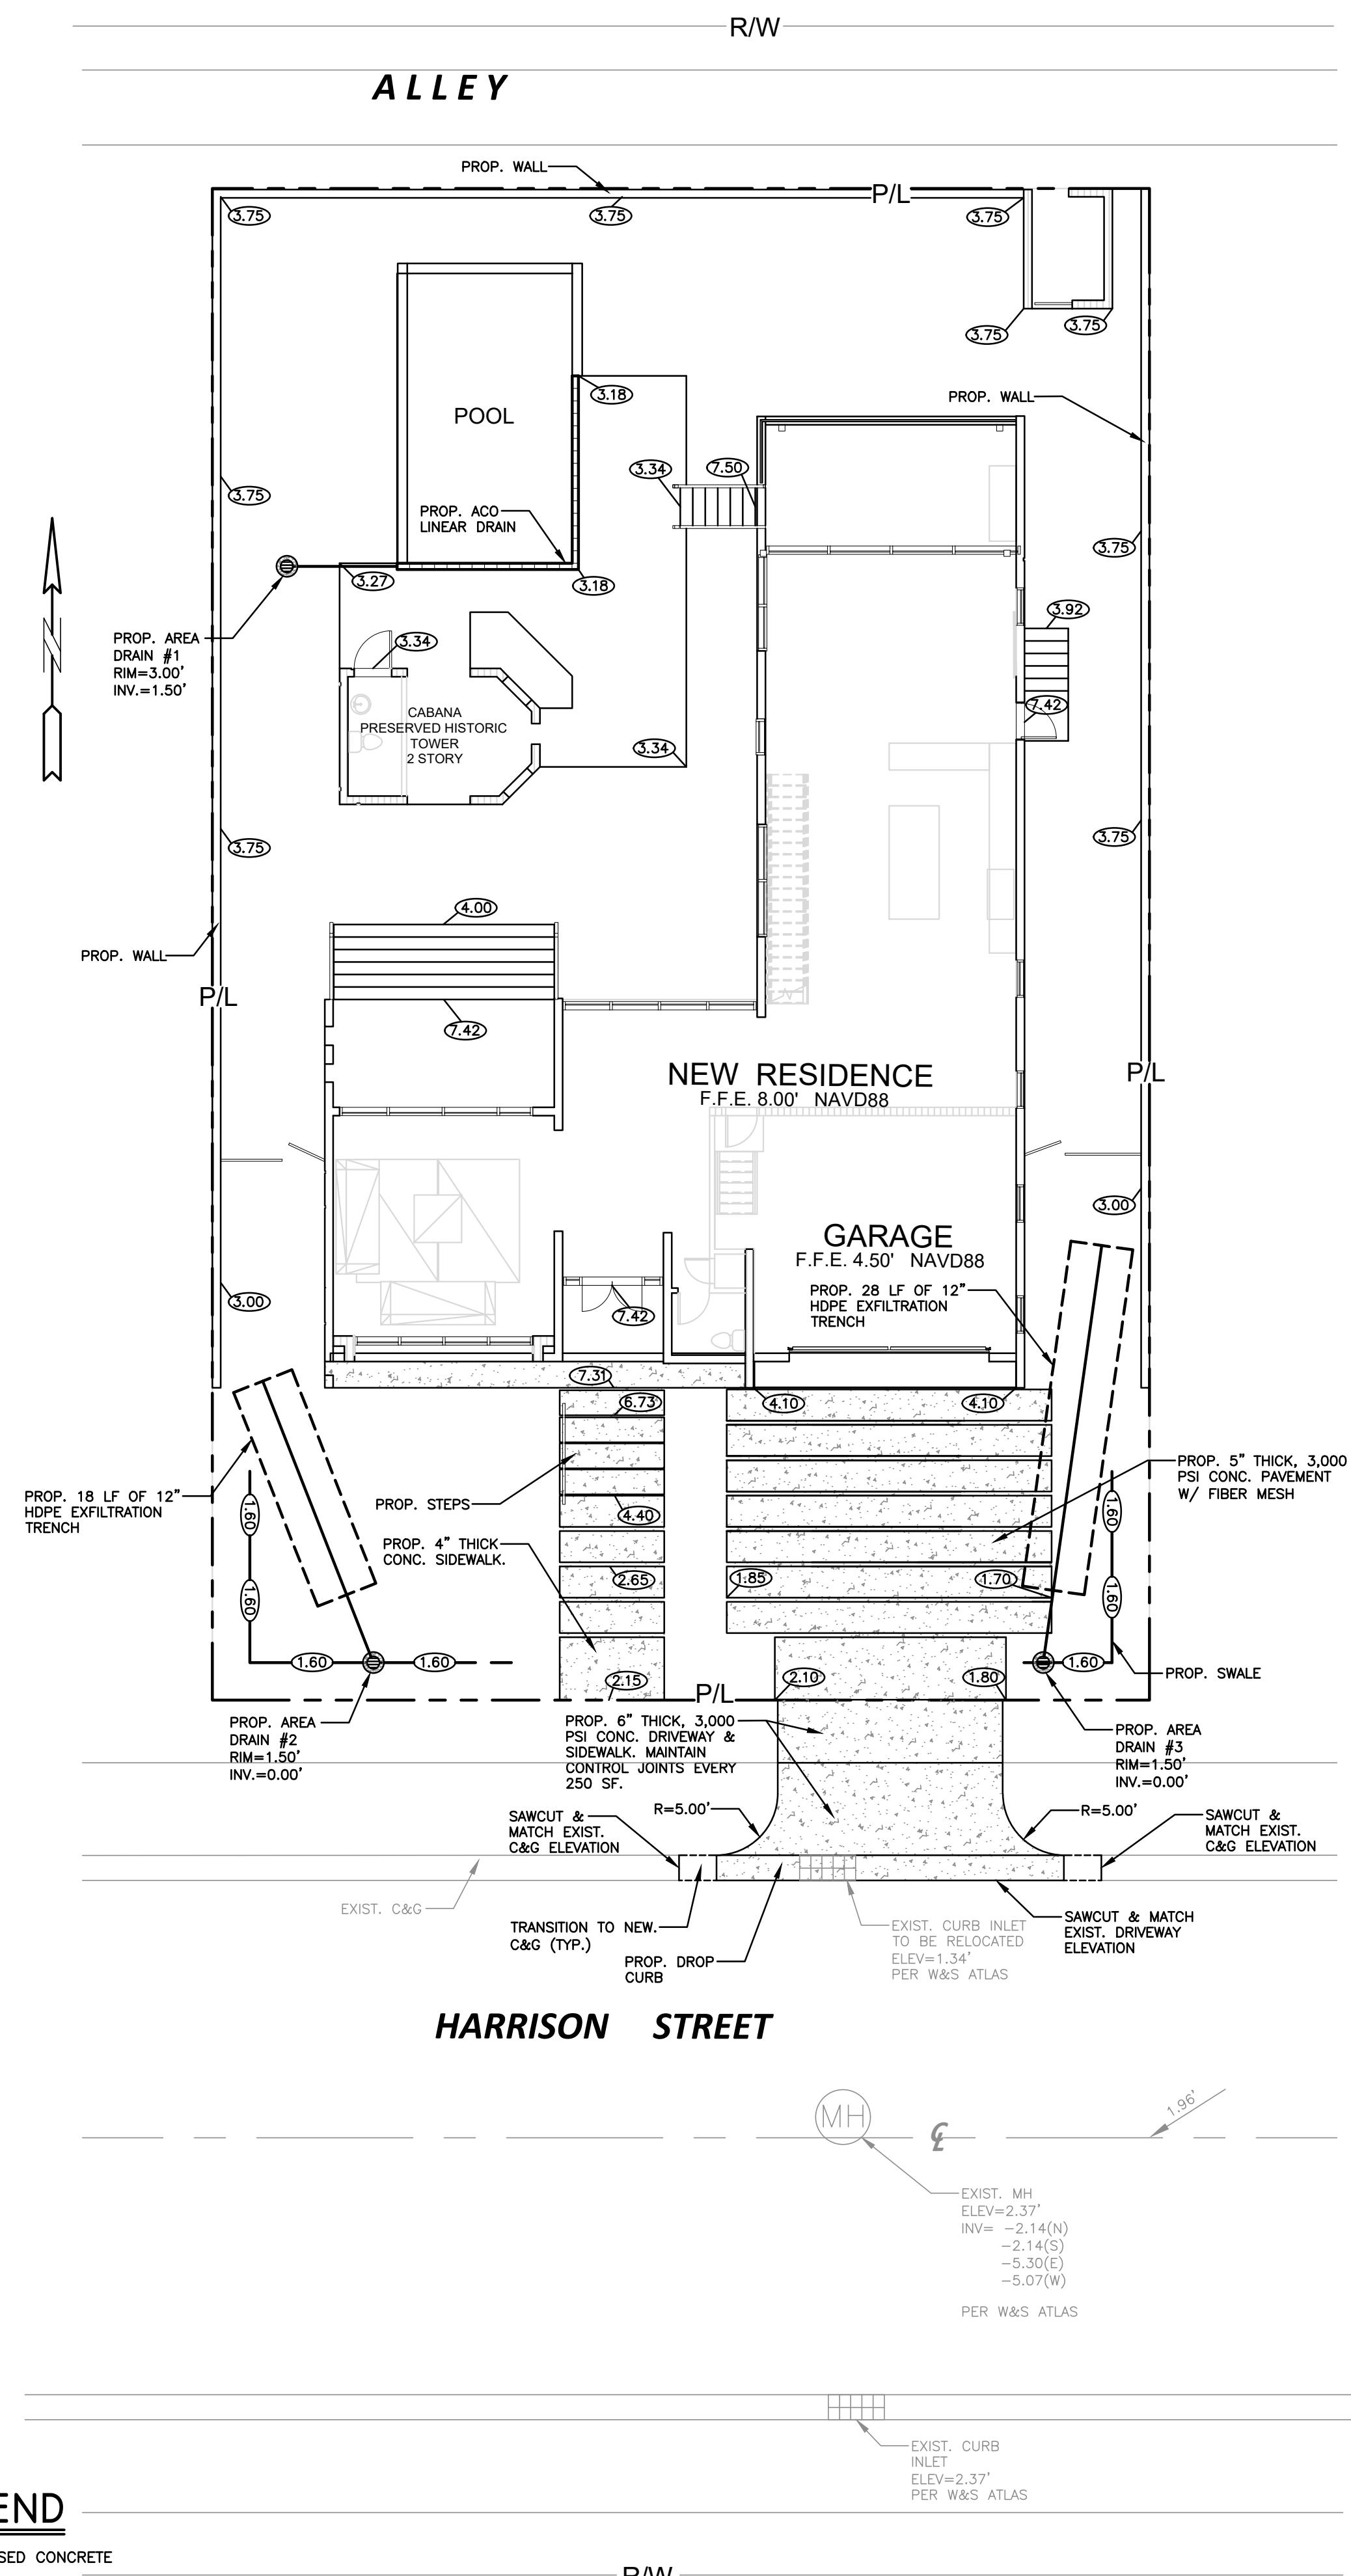 R/W
ALLEY
PROP. WALL
P/L
3.75
3.75
3.75
3.75
3.75
POOL
3.18
PROP. WALL
3.34
7.50
3.75
PROP. ACO
LINEAR DRAIN
3.75
3.27
3.18
3.92
PROP. AREA
DRAIN #1
RIM=3.00'
INV.=1.50'
N
3.34
7.42
CABANA
PRESERVED HISTORIC
TOWER
2 STORY
3.34
3.75
3.75
4.00
PROP. WALL
P/L
7.42
NEW RESIDENCE
F.F.E. 8.00' NAVD88
P/L
3.00
GARAGE
F.F.E. 4.50' NAVD88
PROP. 28 LF OF 12"
HDPE EXFILTRATION
TRENCH
3.00
7.42
7.31
6.73
4.10
4.10
PROP. 5" THICK, 3,000
PSI CONC. PAVEMENT
W/ FIBER MESH
PROP. 18 LF OF 12"
HDPE EXFILTRATION
TRENCH
1.60
PROP. STEPS
4.40
1.60
PROP. 4" THICK
CONC. SIDEWALK.
2.65
1.85
1.70
1.60
1.60
1.60
1.60
1.60
PROP. SWALE
2.15
2.10
1.80
P/L
PROP. AREA
DRAIN #2
RIM=1.50'
INV.=0.00'
PROP. 6" THICK, 3,000
PSI CONC. DRIVEWAY &
SIDEWALK. MAINTAIN
CONTROL JOINTS EVERY
250 SF.
PROP. AREA
DRAIN #3
RIM=1.50'
INV.=0.00'
SAWCUT &
MATCH EXIST.
C&G ELEVATION
R=5.00'
R=5.00'
SAWCUT &
MATCH EXIST.
C&G ELEVATION
EXIST. C&G
TRANSITION TO NEW.
C&G (TYP.)
PROP. DROP
CURB
EXIST. CURB INLET
TO BE RELOCATED
ELEV=1.34'
PER W&S ATLAS
SAWCUT & MATCH
EXIST. DRIVEWAY
ELEVATION
HARRISON STREET
MH
CL
1.96'
EXIST. MH
ELEV=2.37'
INV= -2.14(N)
-2.14(S)
-5.30(E)
-5.07(W)
PER W&S ATLAS
EXIST. CURB
INLET
ELEV=2.37'
PER W&S ATLAS
END
SED CONCRETE
R/W